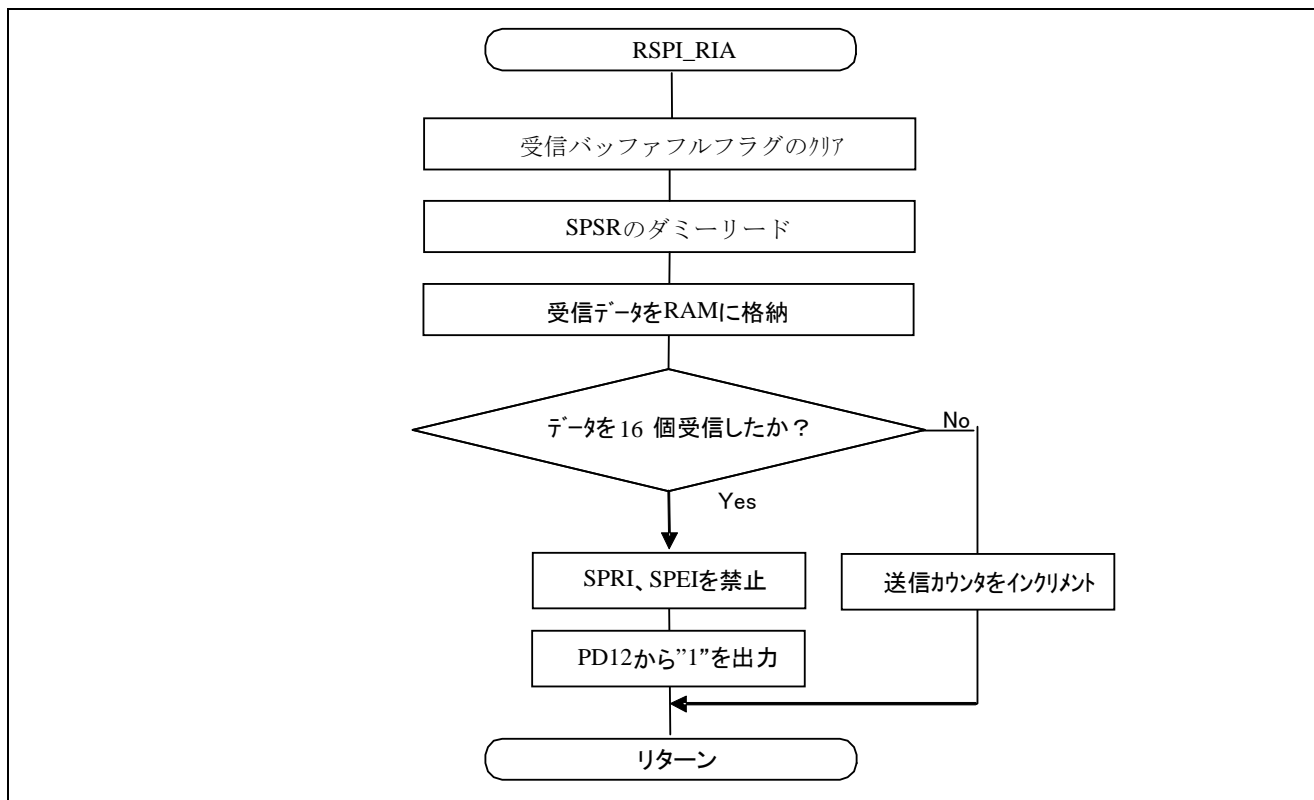 RSPI_RIA
受信バッファフルフラグのｸﾘｱ
SPSRのダミーリード
受信ﾃﾞｰﾀをRAMに格納
ﾃﾞｰﾀを16 個受信したか？
No
Yes
SPRI、SPEIを禁止
送信ｶｳﾝﾀをｲﾝｸﾘﾒﾝﾄ
PD12から”1”を出力
リターン